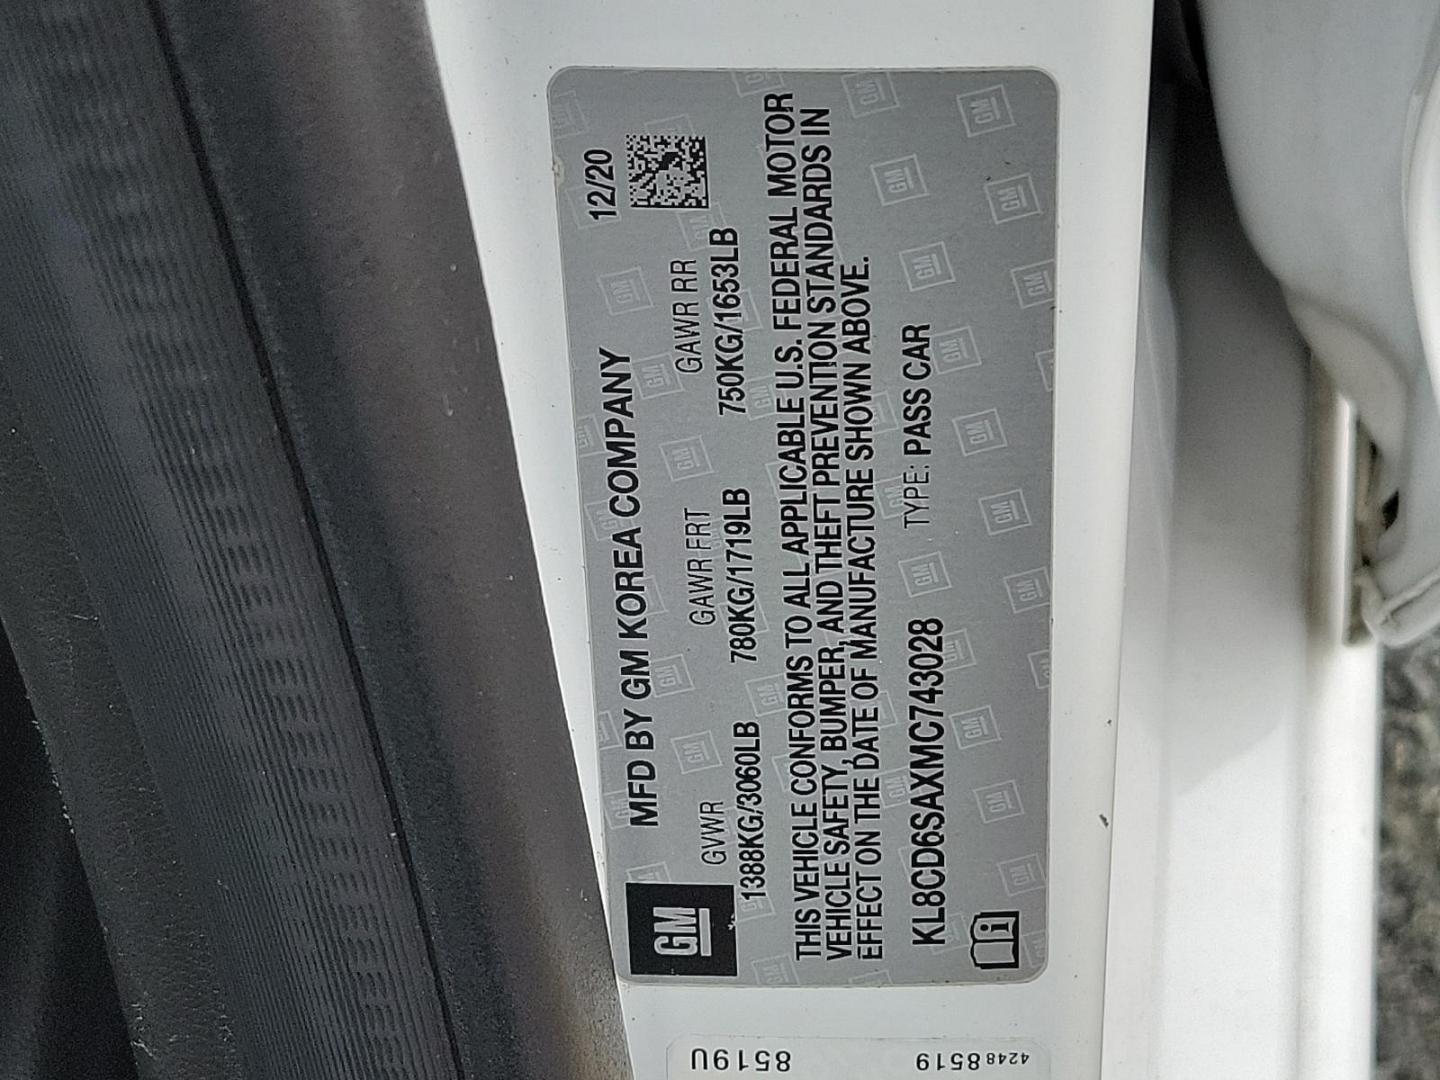 GM
MFD BY GM KOREA COMPANY 12/20
GVWR GAWR FRT GAWR RR
1388KG/3060LB 780KG/1719LB 750KG/1653LB
THIS VEHICLE CONFORMS TO ALL APPLICABLE U.S. FEDERAL MOTOR
VEHICLE SAFETY, BUMPER, AND THEFT PREVENTION STANDARDS IN
EFFECT ON THE DATE OF MANUFACTURE SHOWN ABOVE.
KL8CD6SAXMC743028 TYPE: PASS CAR
42488519
8519U